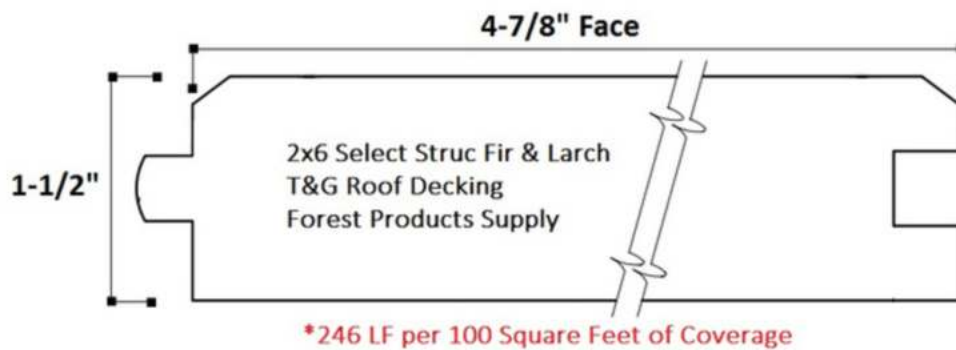 4-7/8" Face
1-1/2"
2x6 Select Struc Fir & Larch
T&G Roof Decking
Forest Products Supply
*246 LF per 100 Square Feet of Coverage